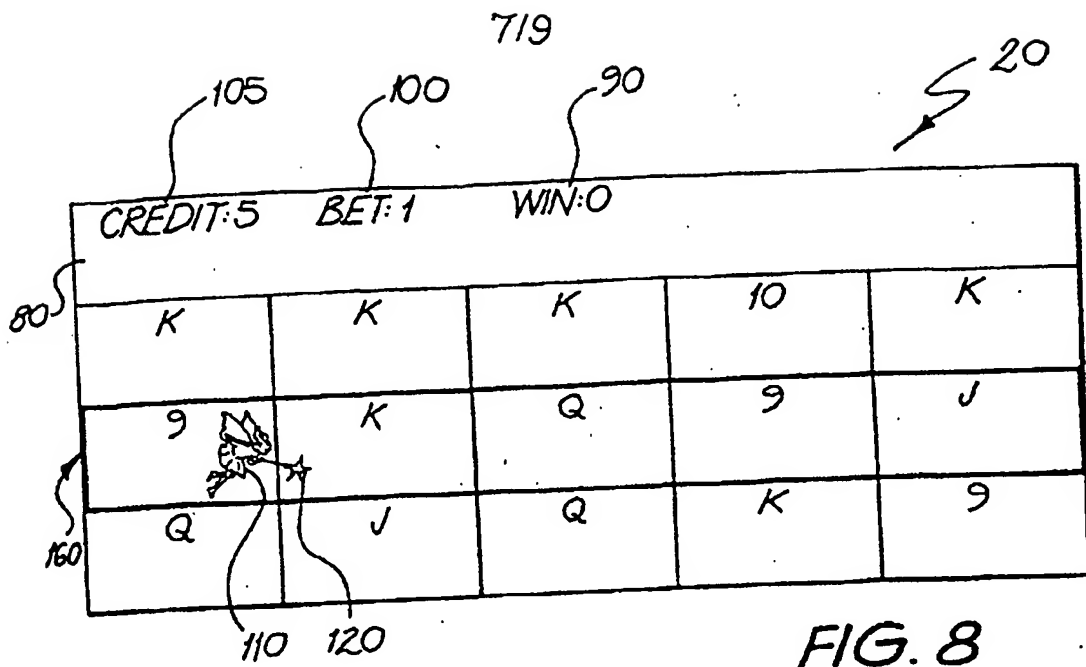 7/9
105 100 90 20
CREDIT:5 BET:1 WIN:0
80
K K K 10 K
9 K Q 9 J
160
Q J Q K 9
110 120
FIG. 8